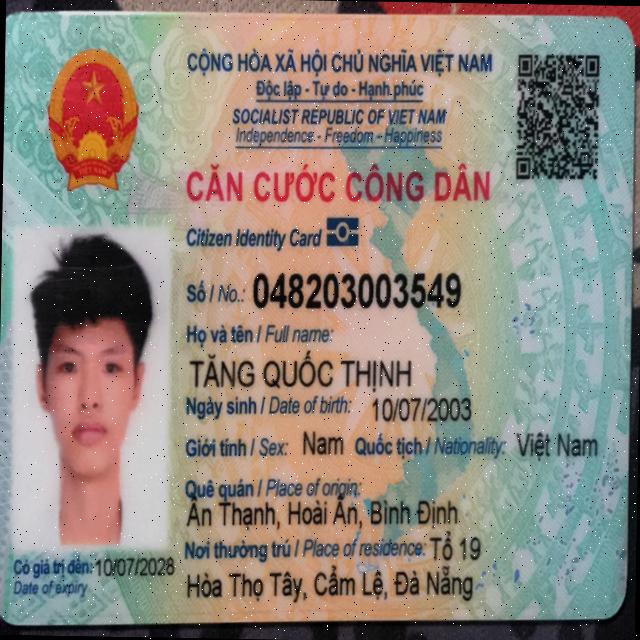 CỘNG HÒA XÃ HỘI CHỦ NGHĨA VIỆT NAM
Độc lập - Tự do - Hạnh phúc
SOCIALIST REPUBLIC OF VIET NAM
Independence - Freedom - Happiness
CĂN CƯỚC CÔNG DÂN
Citizen Identity Card
Số / No.: 048203003549
Họ và tên / Full name:
TĂNG QUỐC THỊNH
Ngày sinh / Date of birth: 10/07/2003
Giới tính / Sex: Nam Quốc tịch / Nationality: Việt Nam
Quê quán / Place of origin:
Ân Thạnh, Hoài Ân, Bình Định
Nơi thường trú / Place of residence: Tổ 19
Hòa Thọ Tây, Cẩm Lệ, Đà Nẵng
Có giá trị đến: 10/07/2028
Date of expiry